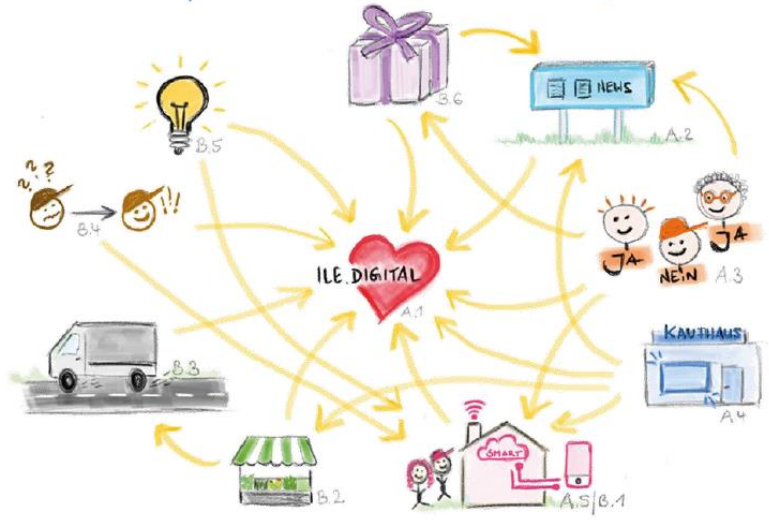 B.6
NEWS
A.2
B.5
???
!!!
B.4
JA
NEIN
JA
A.3
ILE.DIGITAL
A.1
KAUFHAUS
A.4
B.3
SMART
B.2
A.5/B.1